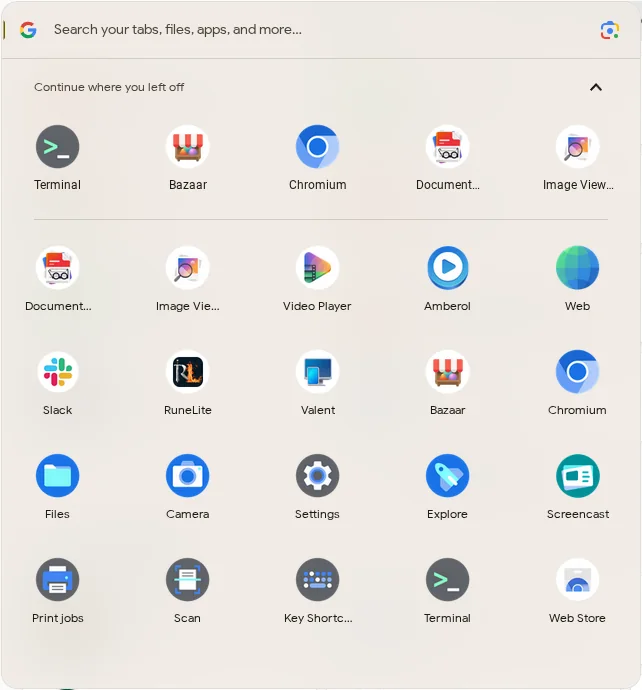 Search your tabs, files, apps, and more...
Continue where you left off
Terminal
Bazaar
Chromium
Document...
Image View...
Document...
Image Vie...
Video Player
Amberol
Web
Slack
RuneLite
Valent
Bazaar
Chromium
Files
Camera
Settings
Explore
Screencast
Print jobs
Scan
Key Shortc...
Terminal
Web Store